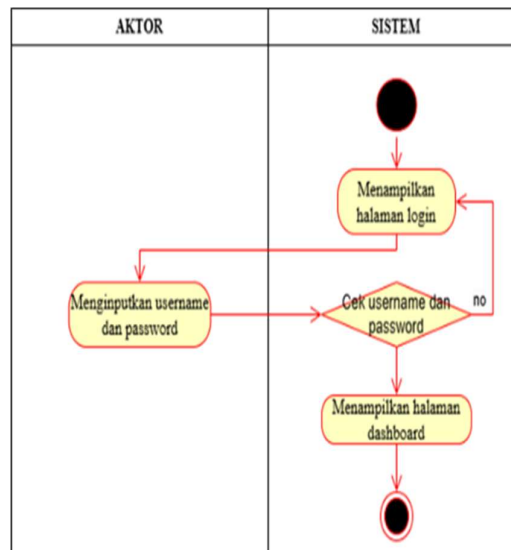 AKTOR
SISTEM
Menampilkan
halaman login
Menginputkan username
dan password
Cek username dan
password
no
Menampilkan halaman
dashboard